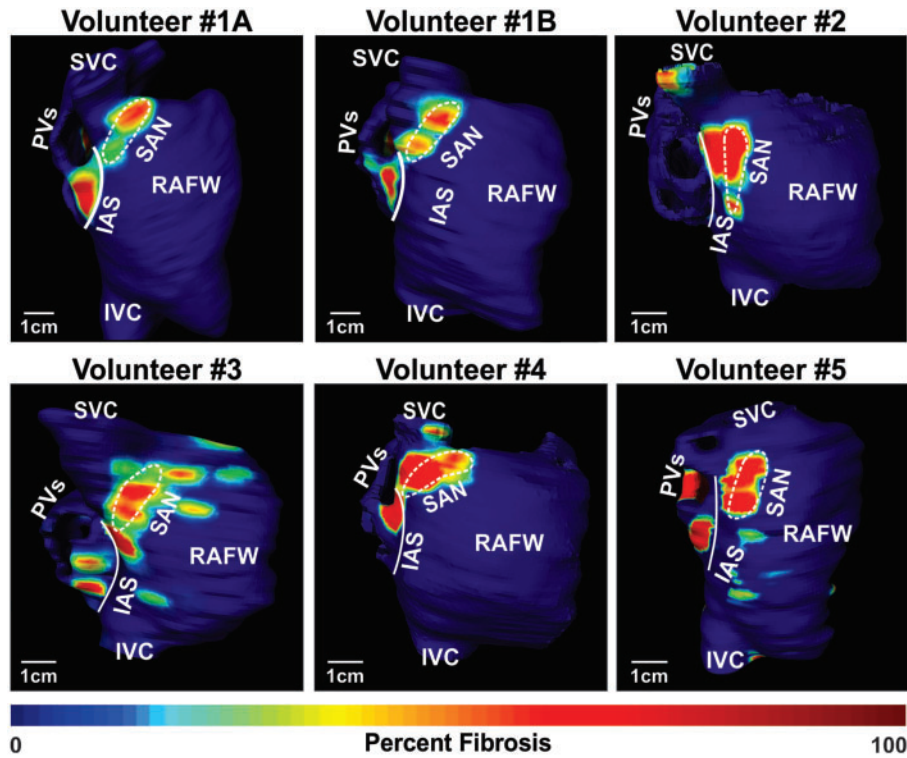 Volunteer #1A
SVC
PVs
SAN
RAFW
IAS
IVC
1cm
Volunteer #1B
SVC
PVs
SAN
RAFW
IAS
IVC
1cm
Volunteer #2
SVC
PVs
SAN
RAFW
IAS
IVC
1cm
Volunteer #3
SVC
PVs
SAN
RAFW
IAS
IVC
1cm
Volunteer #4
SVC
PVs
SAN
RAFW
IAS
IVC
1cm
Volunteer #5
SVC
PVs
SAN
RAFW
IAS
IVC
1cm
0
Percent Fibrosis
100